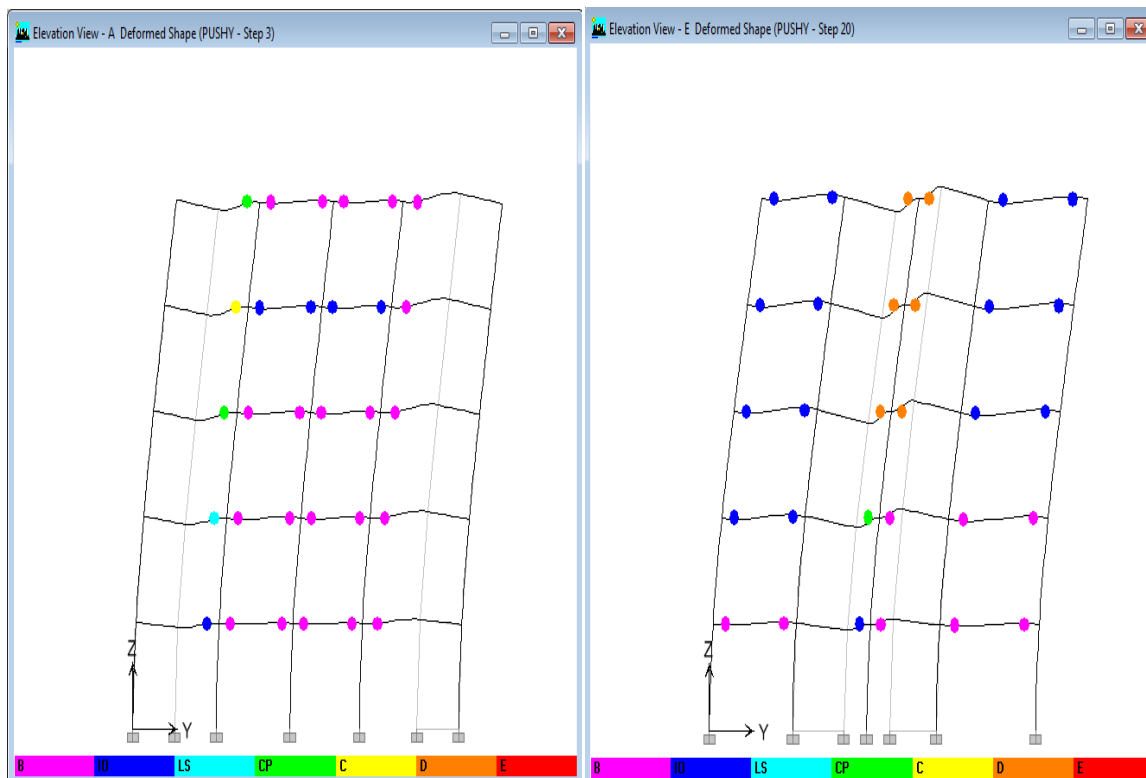 Elevation View - A Deformed Shape (PUSHY - Step 3)
Z
Y
B IO LS CP C D E
Elevation View - E Deformed Shape (PUSHY - Step 20)
Z
Y
B IO LS CP C D E